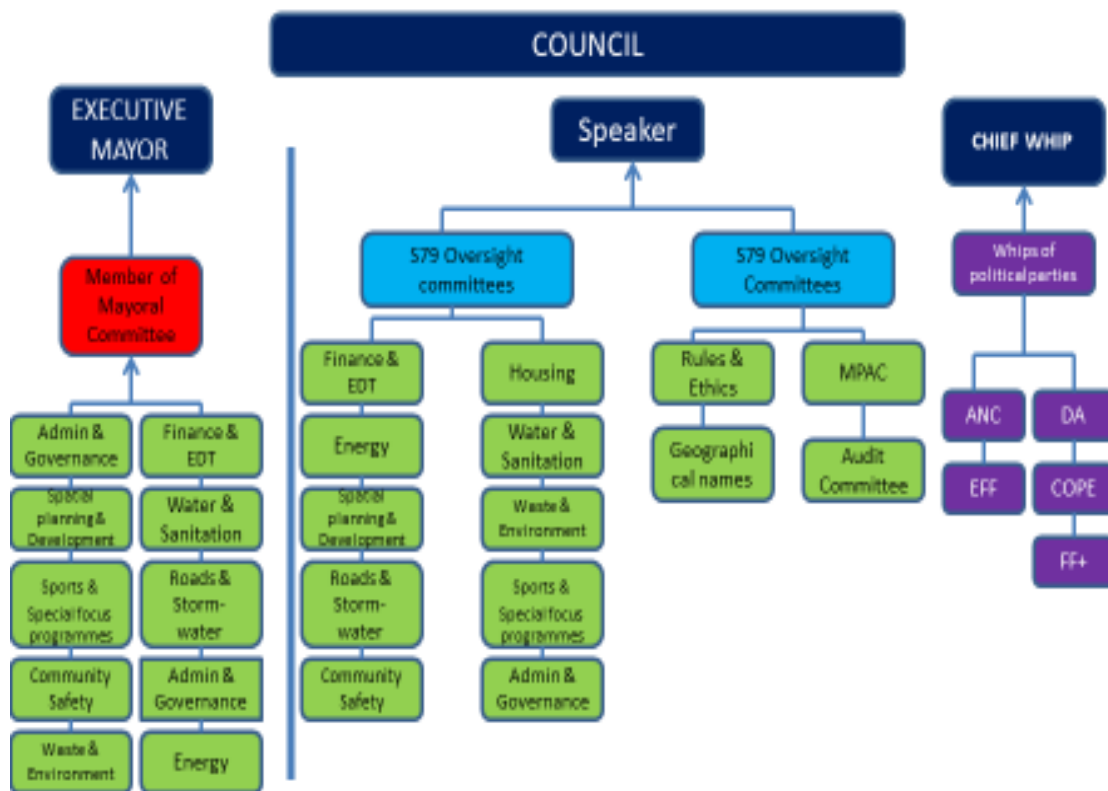 COUNCIL
EXECUTIVE
MAYOR
Member of
Mayoral
Committee
Admin &
Governance
Spatial
planning &
Development
Sports &
Special focus
programmes
Community
Safety
Waste &
Environment
Finance &
EDT
Water &
Sanitation
Roads &
Storm-
water
Admin &
Governance
Energy
Speaker
S79 Oversight
committees
Finance &
EDT
Energy
Spatial
planning &
Development
Roads &
Storm-
water
Community
Safety
Housing
Water &
Sanitation
Waste &
Environment
Sports &
Special focus
programmes
Admin &
Governance
S79 Oversight
Committees
Rules &
Ethics
Geographi
cal names
MPAC
Audit
Committee
CHIEF WHIP
Whips of
political parties
ANC
EFF
DA
COPE
FF+